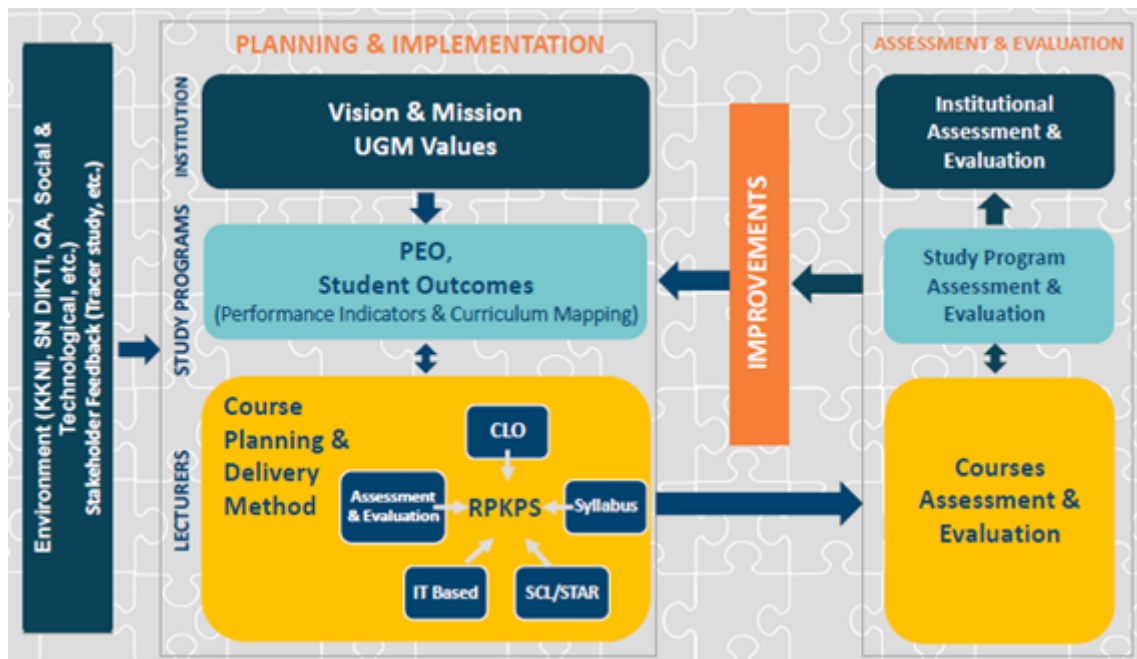 Environment (KKNI, SN DIKTI, QA, Social &
Technological, etc.)
Stakeholder Feedback (Tracer study, etc.)
PLANNING & IMPLEMENTATION
INSTITUTION
Vision & Mission
UGM Values
STUDY PROGRAMS
PEO,
Student Outcomes
(Performance Indicators & Curriculum Mapping)
LECTURERS
Course
Planning &
Delivery
Method
CLO
Assessment
& Evaluation
RPKPS
Syllabus
IT Based
SCL/STAR
IMPROVEMENTS
ASSESSMENT & EVALUATION
Institutional
Assessment &
Evaluation
Study Program
Assessment &
Evaluation
Courses
Assessment &
Evaluation